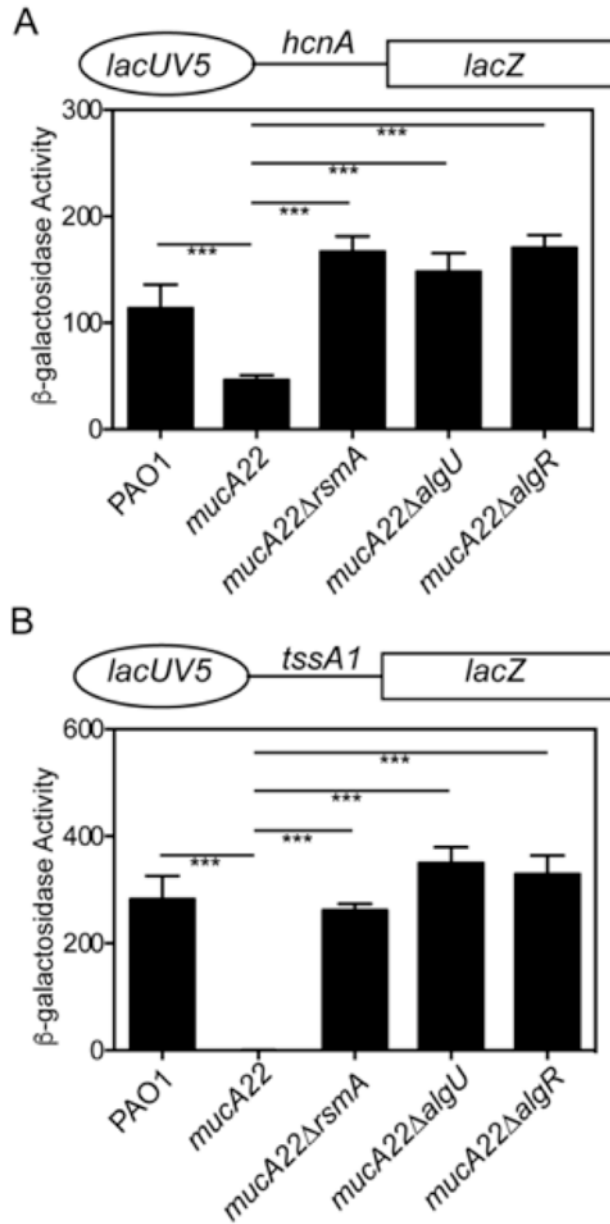 A
lacUV5 hcnA lacZ
300
200
100
0
β-galactosidase Activity
***
***
***
***
PAO1
mucA22
mucA22ΔrsmA
mucA22ΔalgU
mucA22ΔalgR
B
lacUV5 tssA1 lacZ
600
400
200
0
β-galactosidase Activity
***
***
***
***
PAO1
mucA22
mucA22ΔrsmA
mucA22ΔalgU
mucA22ΔalgR